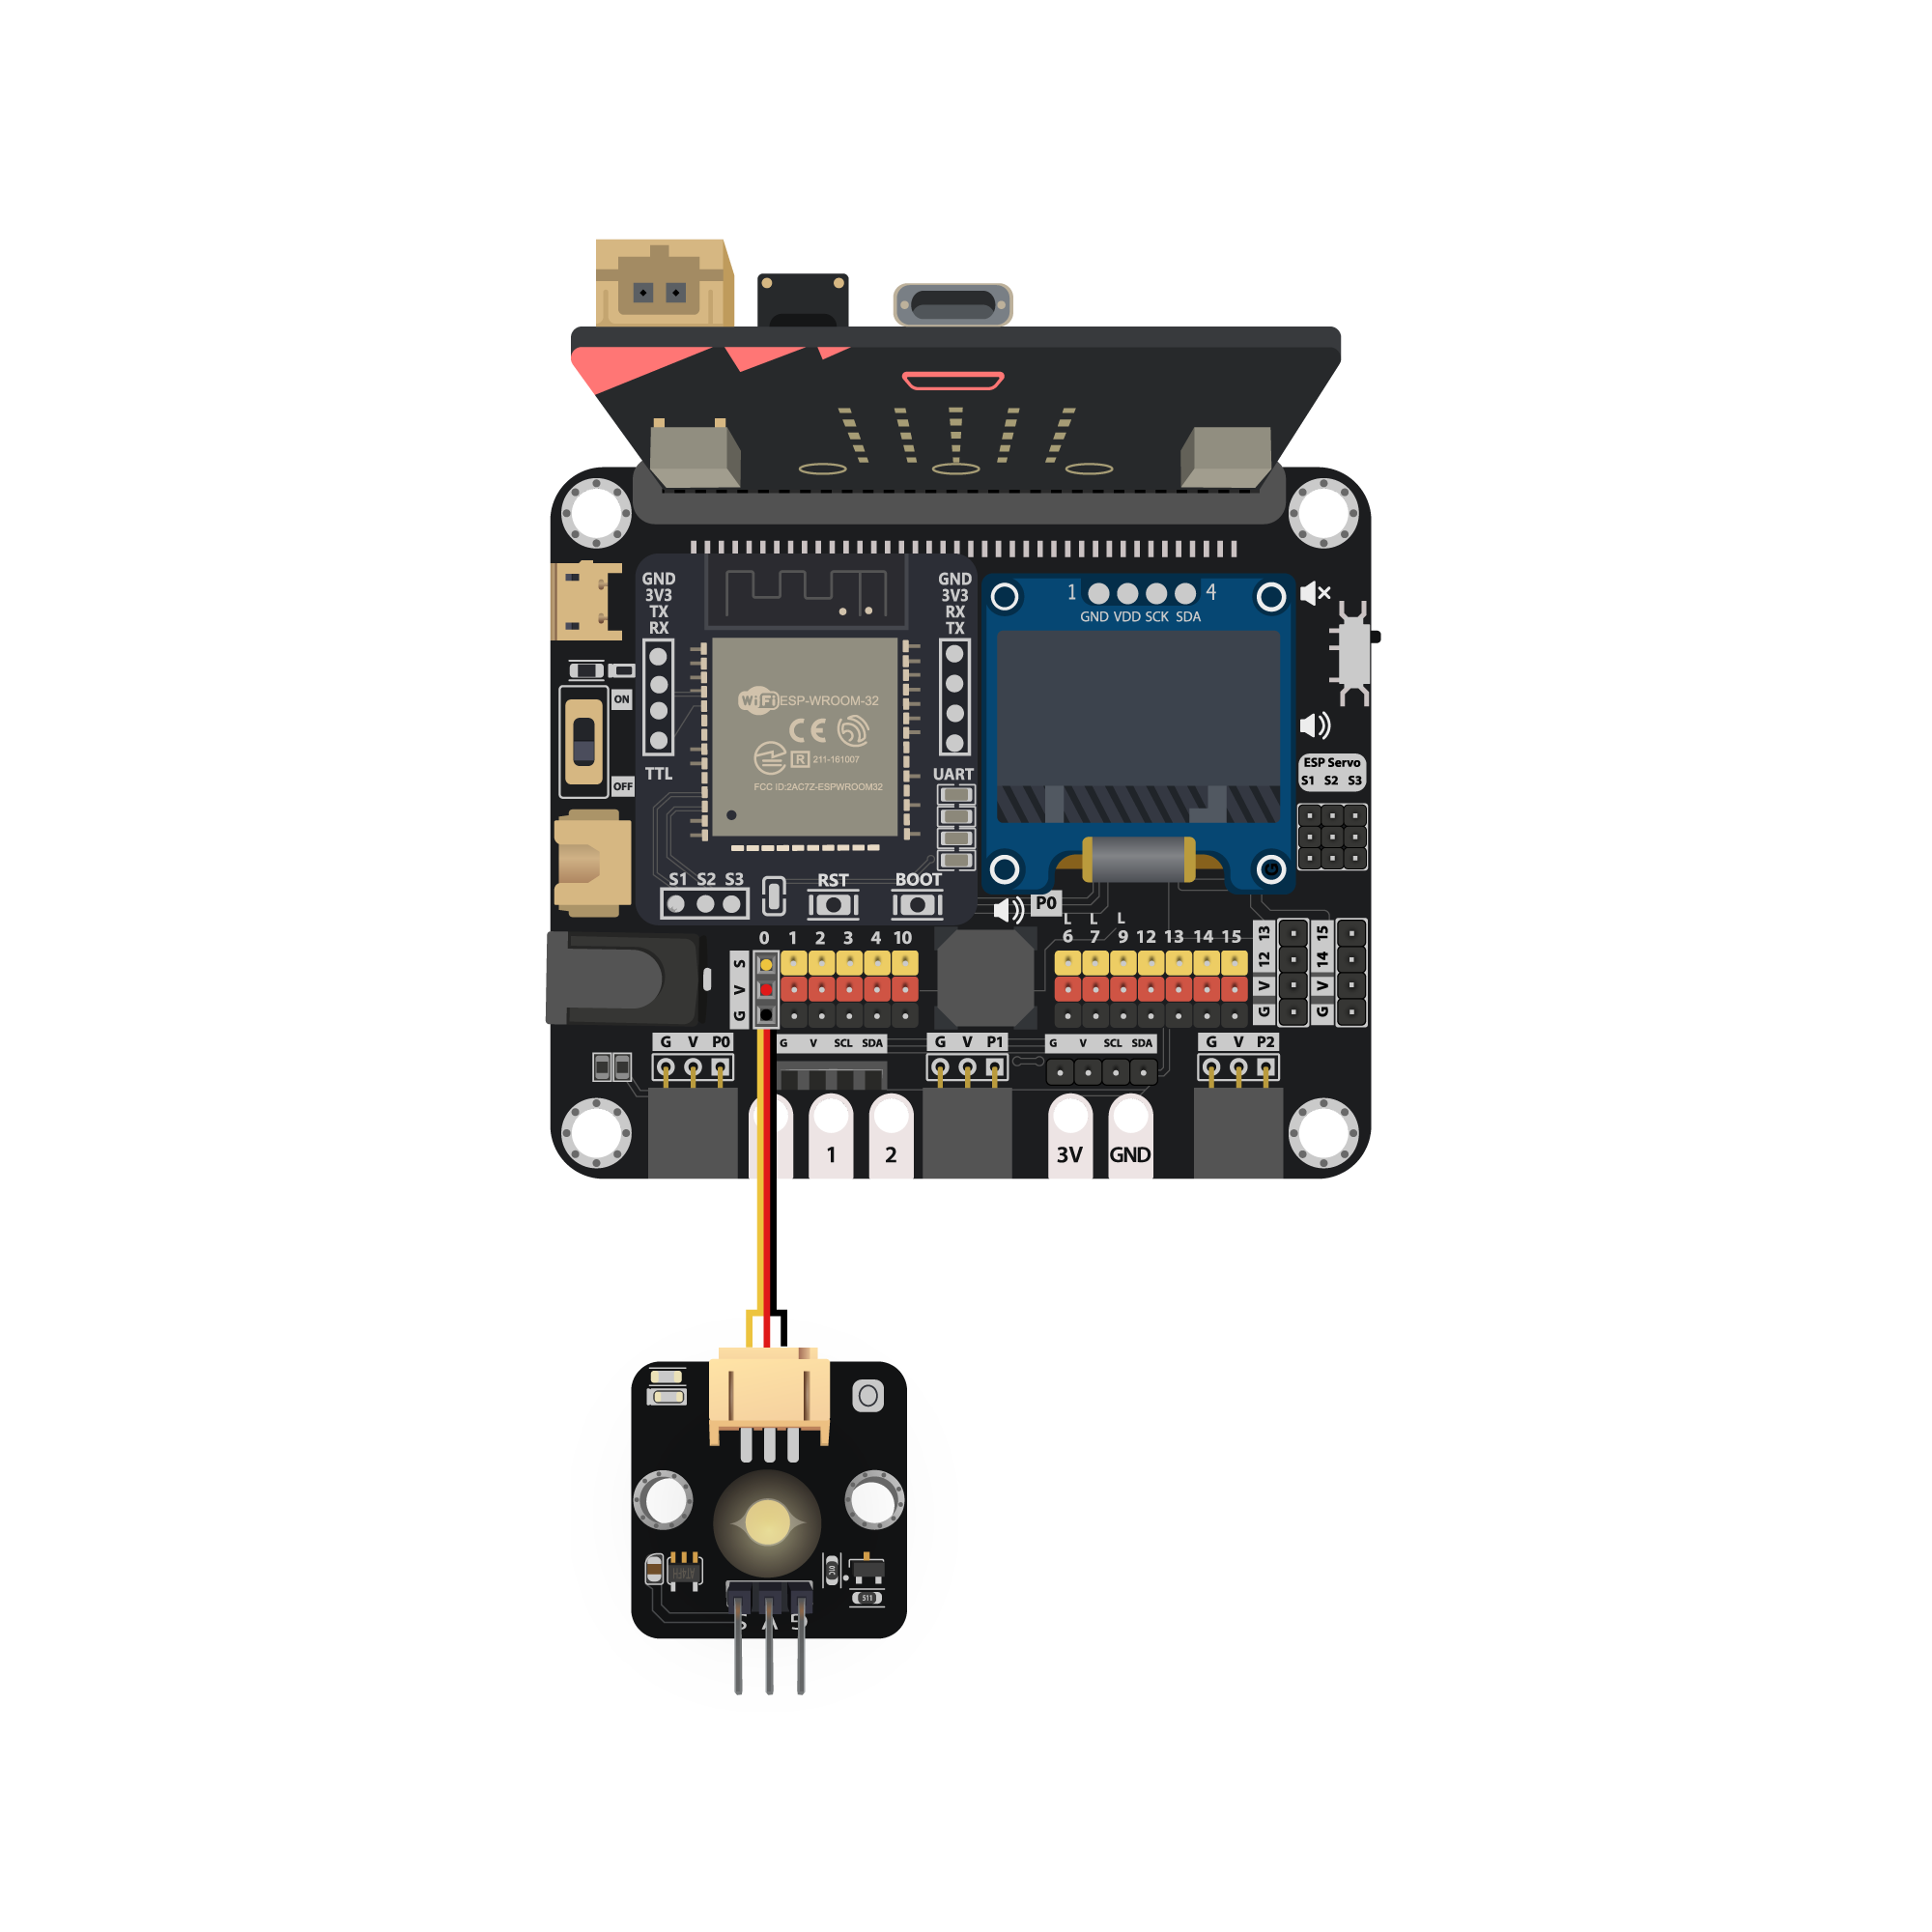 GND
3V3
TX
RX
TTL
GND
3V3
RX
TX
UART
1 4
GND VDD SCK SDA
ON
OFF
WiFi ESP-WROOM-32
CE
R 211-161007
FCC ID:2AC7Z-ESPWROOM32
ESP Servo
S1 S2 S3
S1 S2 S3
RST
BOOT
P0
L L L
0 1 2 3 4 10
6 7 9 12 13 14 15
S
V
G
13
12
V
G
15
14
V
G
G V P0
G V SCL SDA
G V P1
G V SCL SDA
G V P2
1
2
3V
GND
S11